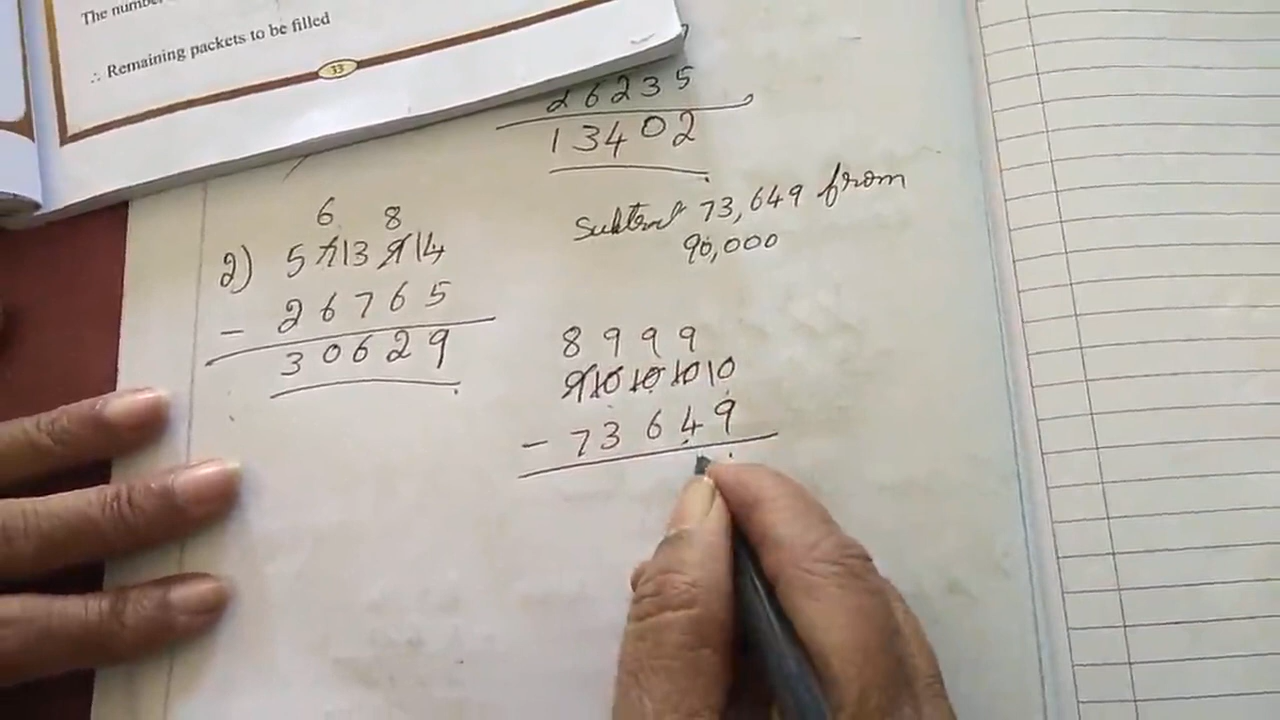 The
∴ Remaining packets to be filled
33
26235
13402
6 8
2) 5 7 13 9 14
- 2 6 7 6 5
3 0 6 2 9
Subtract 73,649 from
90,000
8 9 9 9
9 10 10 10 10
- 7 3 6 4 9